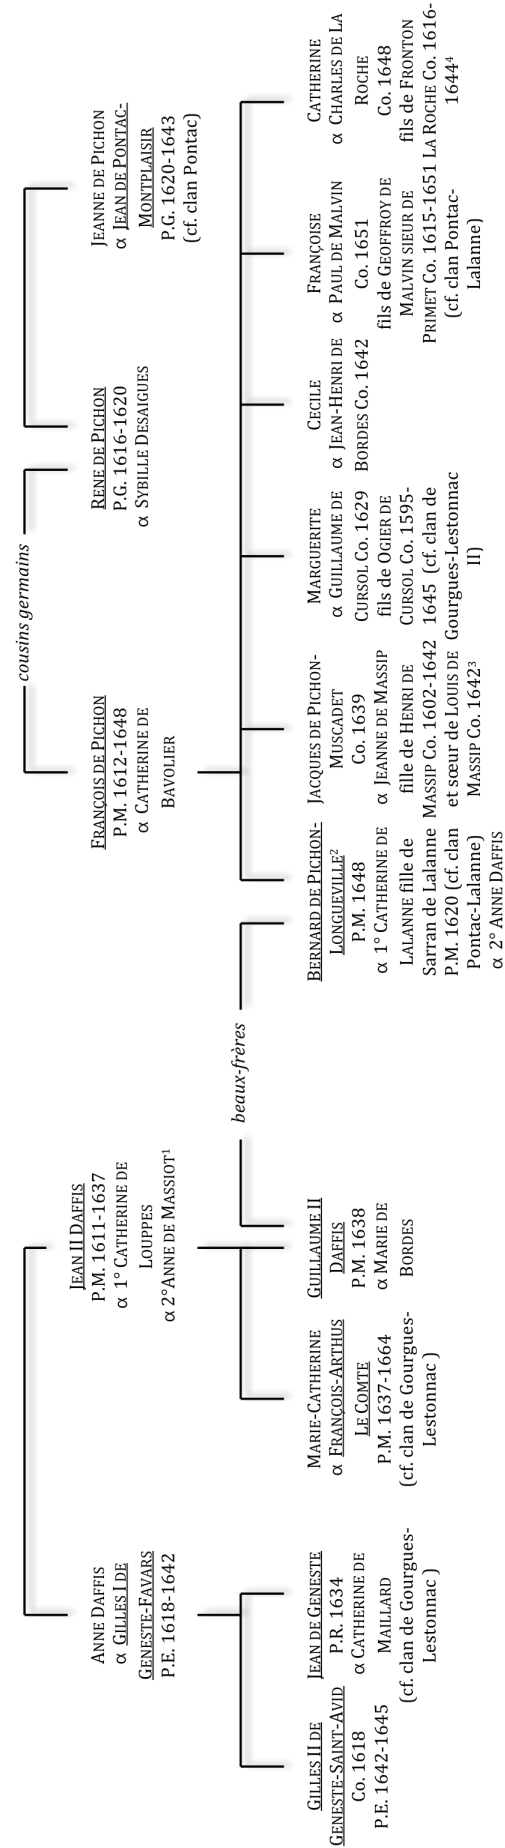 ANNE DAFFIS
α GILLES I DE
GENESTE-FAVARS
P.E. 1618-1642
JEAN II DAFFIS
P.M. 1611-1637
α 1° CATHERINE DE
LOUPPES
α 2° ANNE DE MASSIOT¹
cousins germains
FRANÇOIS DE PICHON
P.M. 1612-1648
α CATHERINE DE
BAVOLIER
RENE DE PICHON
P.G. 1616-1620
α SYBILLE DESAIGUES
JEANNE DE PICHON
α JEAN DE PONTAC-
MONTPLAISIR
P.G. 1620-1643
(cf. clan Pontac)
beaux-frères
GILLES II DE
GENESTE-SAINT-AVID
Co. 1618
P.E. 1642-1645
JEAN DE GENESTE
P.R. 1634
α CATHERINE DE
MAILLARD
(cf. clan de Gourgues-
Lestonnac )
MARIE-CATHERINE
α FRANÇOIS-ARTHUS
LE COMTE
P.M. 1637-1664
(cf. clan de Gourgues-
Lestonnac )
GUILLAUME II
DAFFIS
P.M. 1638
α MARIE DE
BORDES
BERNARD DE PICHON-
LONGUEVILLE²
P.M. 1648
α 1° CATHERINE DE
LALANNE fille de
Sarran de Lalanne
P.M. 1620 (cf. clan
Pontac-Lalanne)
α 2° ANNE DAFFIS
JACQUES DE PICHON-
MUSCADET
Co. 1639
α JEANNE DE MASSIP
fille de HENRI DE
MASSIP Co. 1602-1642
et sœur de LOUIS DE
MASSIP Co. 1642³
MARGUERITE
α GUILLAUME DE
CURSOL Co. 1629
fils de OGIER DE
CURSOL Co. 1595-
1645 (cf. clan de
Gourgues-Lestonnac
II)
CECILE
α JEAN-HENRI DE
BORDES Co. 1642
FRANÇOISE
α PAUL DE MALVIN
Co. 1651
fils de GEOFFROY DE
MALVIN SIEUR DE
PRIMET Co. 1615-1651
(cf. clan Pontac-
Lalanne)
CATHERINE
α CHARLES DE LA
ROCHE
Co. 1648
fils de FRONTON
LA ROCHE Co. 1616-
1644⁴